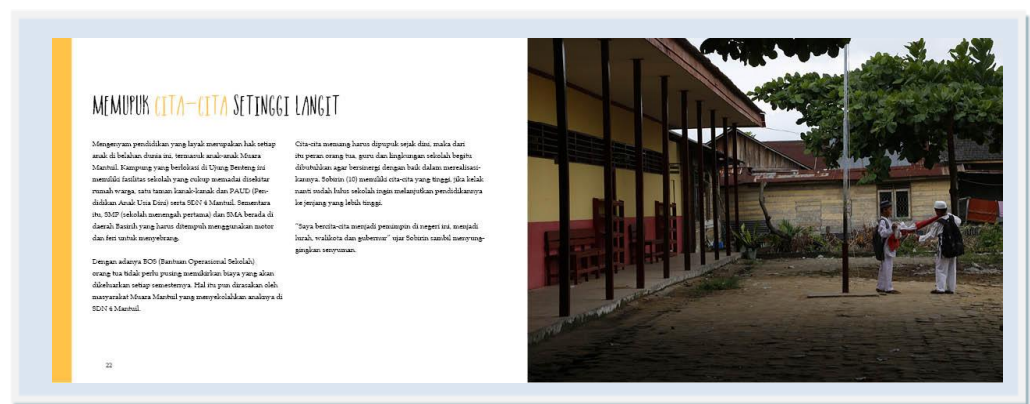 MEMUPUK CITA-CITA SETINGGI LANGIT
Mengenyam pendidikan yang layak merupakan hak setiap
anak di belahan dunia ini, termasuk anak-anak Muara
Mantuil. Kampung yang berlokasi di Ujung Benteng ini
memiliki fasilitas sekolah yang cukup memadai disekitar
rumah warga, satu taman kanak-kanak dan PAUD (Pen-
didikan Anak Usia Dini) serta SDN 4 Mantuil. Sementara
itu, SMP (sekolah menengah pertama) dan SMA berada di
daerah Basirih yang harus ditempuh menggunakan motor
dan feri untuk menyebrang.
Dengan adanya BOS (Bantuan Operasional Sekolah)
orang tua tidak perlu pusing memikirkan biaya yang akan
dikeluarkan setiap semesternya. Hal itu pun dirasakan oleh
masyarakat Muara Mantuil yang menyekolahkan anaknya di
SDN 4 Mantuil.
Cita-cita memang harus dipupuk sejak dini, maka dari
itu peran orang tua, guru dan lingkungan sekolah begitu
dibutuhkan agar bersinergi dengan baik dalam merealisasi-
kannya. Sobirin (10) memiliki cita-cita yang tinggi, jika kelak
nanti sudah lulus sekolah ingin melanjutkan pendidikannya
ke jenjang yang lebih tinggi.
"Saya bercita-cita menjadi pemimpin di negeri ini, menjadi
lurah, walikota dan gubernur" ujar Sobirin sambil menyung-
gingkan senyuman.
22